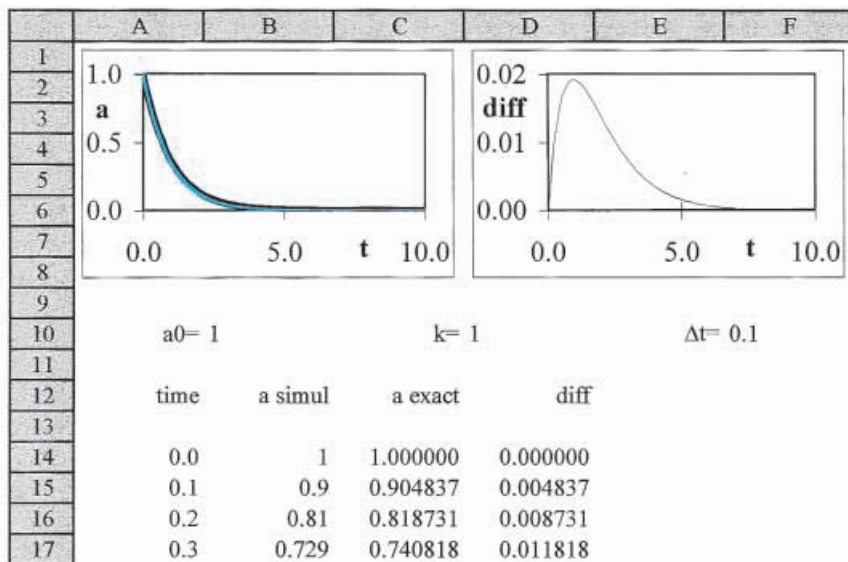 A B C D E F
1
2
3
4
5
6
7
8
9
10
11
12
13
14
15
16
17
1.0
a
0.5
0.0
0.0 5.0 t 10.0
0.02
diff
0.01
0.00
0.0 5.0 t 10.0
a0= 1 k= 1 Δt= 0.1
time a simul a exact diff
0.0 1 1.000000 0.000000
0.1 0.9 0.904837 0.004837
0.2 0.81 0.818731 0.008731
0.3 0.729 0.740818 0.011818